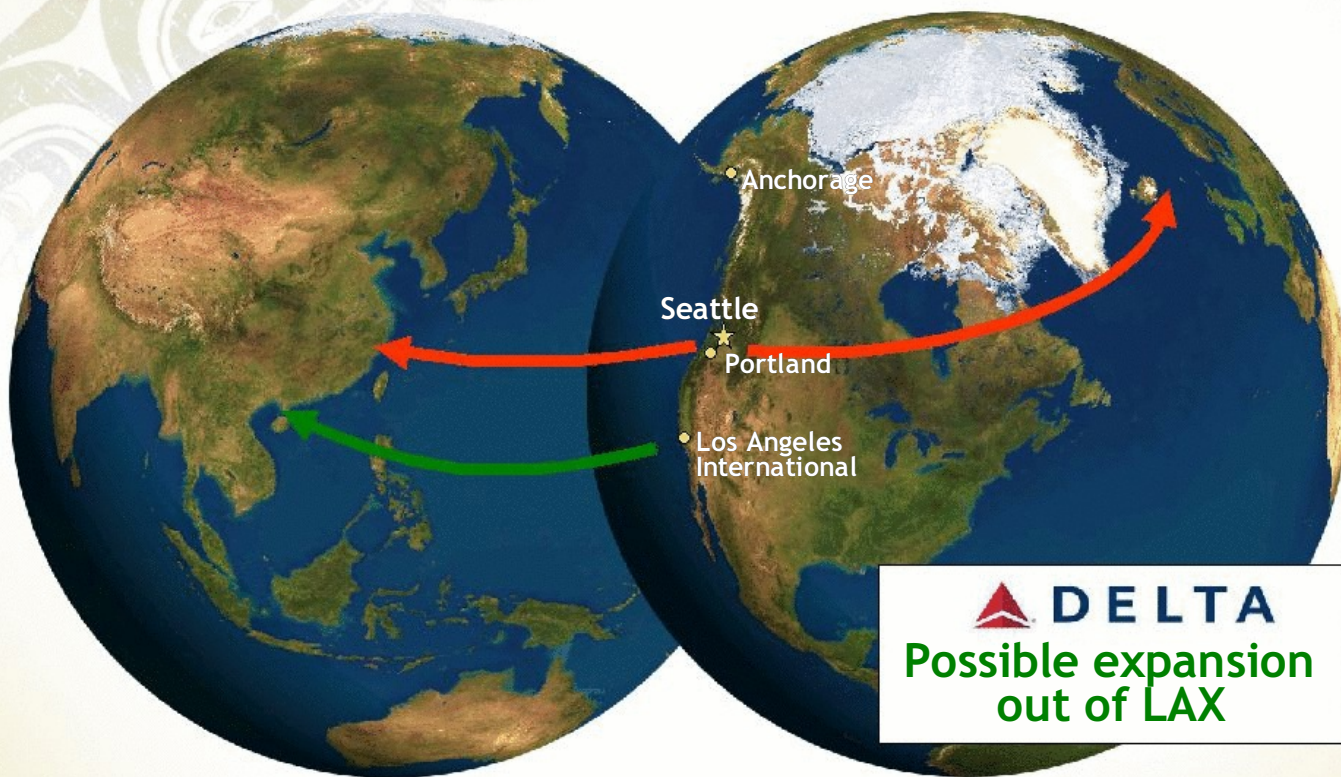 Anchorage
Seattle
Portland
Los Angeles
International
DELTA
Possible expansion
out of LAX